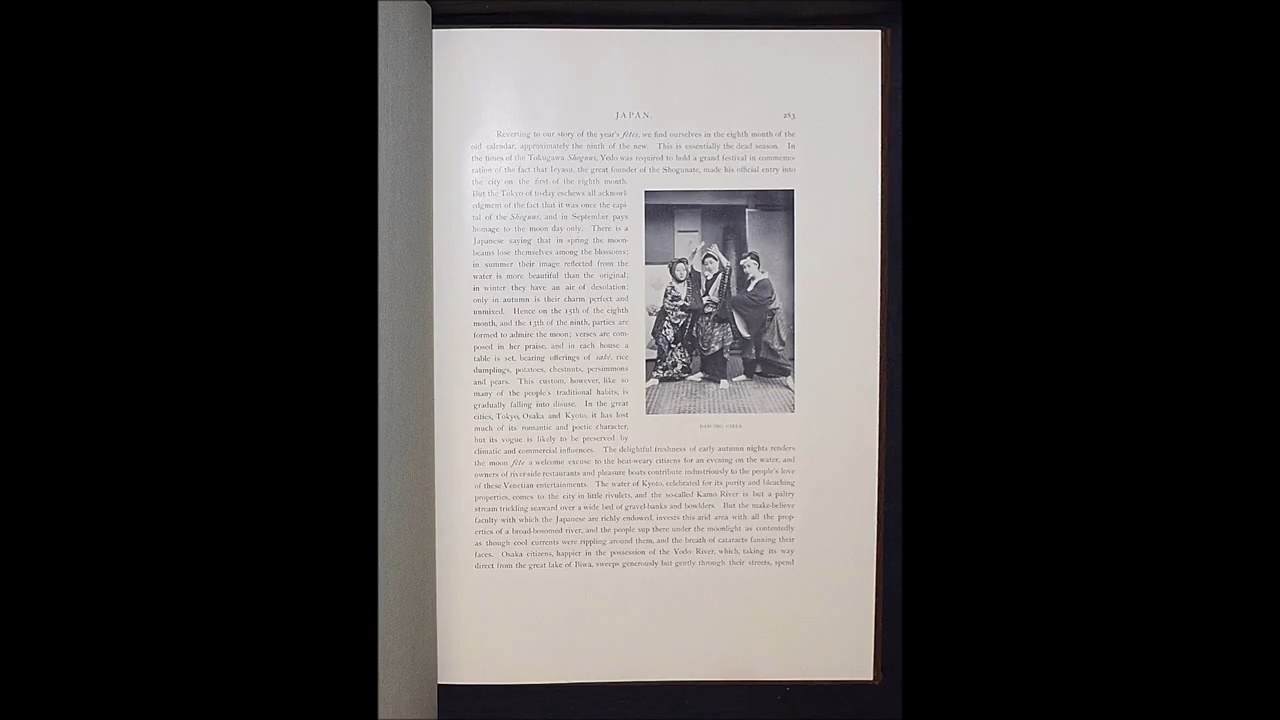 JAPAN.
283
Reverting to our story of the year's fêtes, we find ourselves in the eighth month of the
old calendar, approximately the ninth of the new. This is essentially the dead season. In
the times of the Tokugawa Shoguns, Yedo was required to hold a grand festival in commemo-
ration of the fact that Ieyasu, the great founder of the Shogunate, made his official entry into
the city on the first of the eighth month.
But the Tokyo of to-day eschews all acknowl-
edgment of the fact that it was once the capi-
tal of the Shoguns, and in September pays
homage to the moon day only. There is a
Japanese saying that in spring the moon-
beams lose themselves among the blossoms;
in summer their image reflected from the
water is more beautiful than the original;
in winter they have an air of desolation;
only in autumn is their charm perfect and
unmixed. Hence on the 15th of the eighth
month, and the 13th of the ninth, parties are
formed to admire the moon; verses are com-
posed in her praise, and in each house a
table is set, bearing offerings of saké, rice
dumplings, potatoes, chestnuts, persimmons
and pears. This custom, however, like so
many of the people's traditional habits, is
gradually falling into disuse. In the great
cities, Tokyo, Osaka and Kyoto, it has lost
much of its romantic and poetic character,
but its vogue is likely to be preserved by
DANCING GIRLS.
climatic and commercial influences. The delightful freshness of early autumn nights renders
the moon fête a welcome excuse to the heat-weary citizens for an evening on the water, and
owners of river-side restaurants and pleasure boats contribute industriously to the people's love
of these Venetian entertainments. The water of Kyoto, celebrated for its purity and bleaching
properties, comes to the city in little rivulets, and the so-called Kamo River is but a paltry
stream trickling seaward over a wide bed of gravel-banks and bowlders. But the make-believe
faculty with which the Japanese are richly endowed, invests this arid area with all the prop-
erties of a broad-bosomed river, and the people sup there under the moonlight as contentedly
as though cool currents were rippling around them, and the breath of cataracts fanning their
faces. Osaka citizens, happier in the possession of the Yodo River, which, taking its way
direct from the great lake of Biwa, sweeps generously but gently through their streets, spend